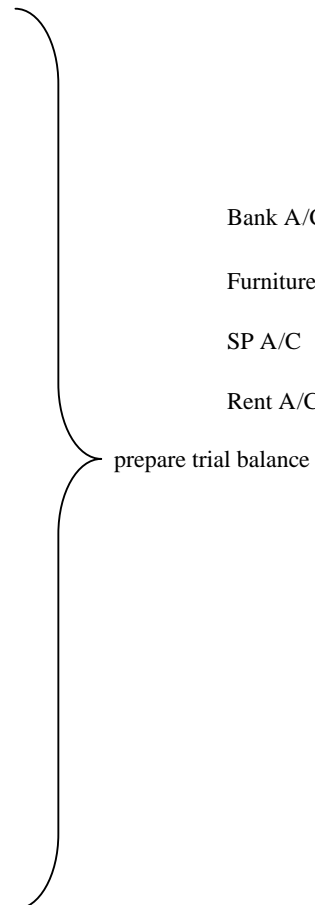 Bank A/C
Furniture
SP A/C
Rent A/C
prepare trial balance